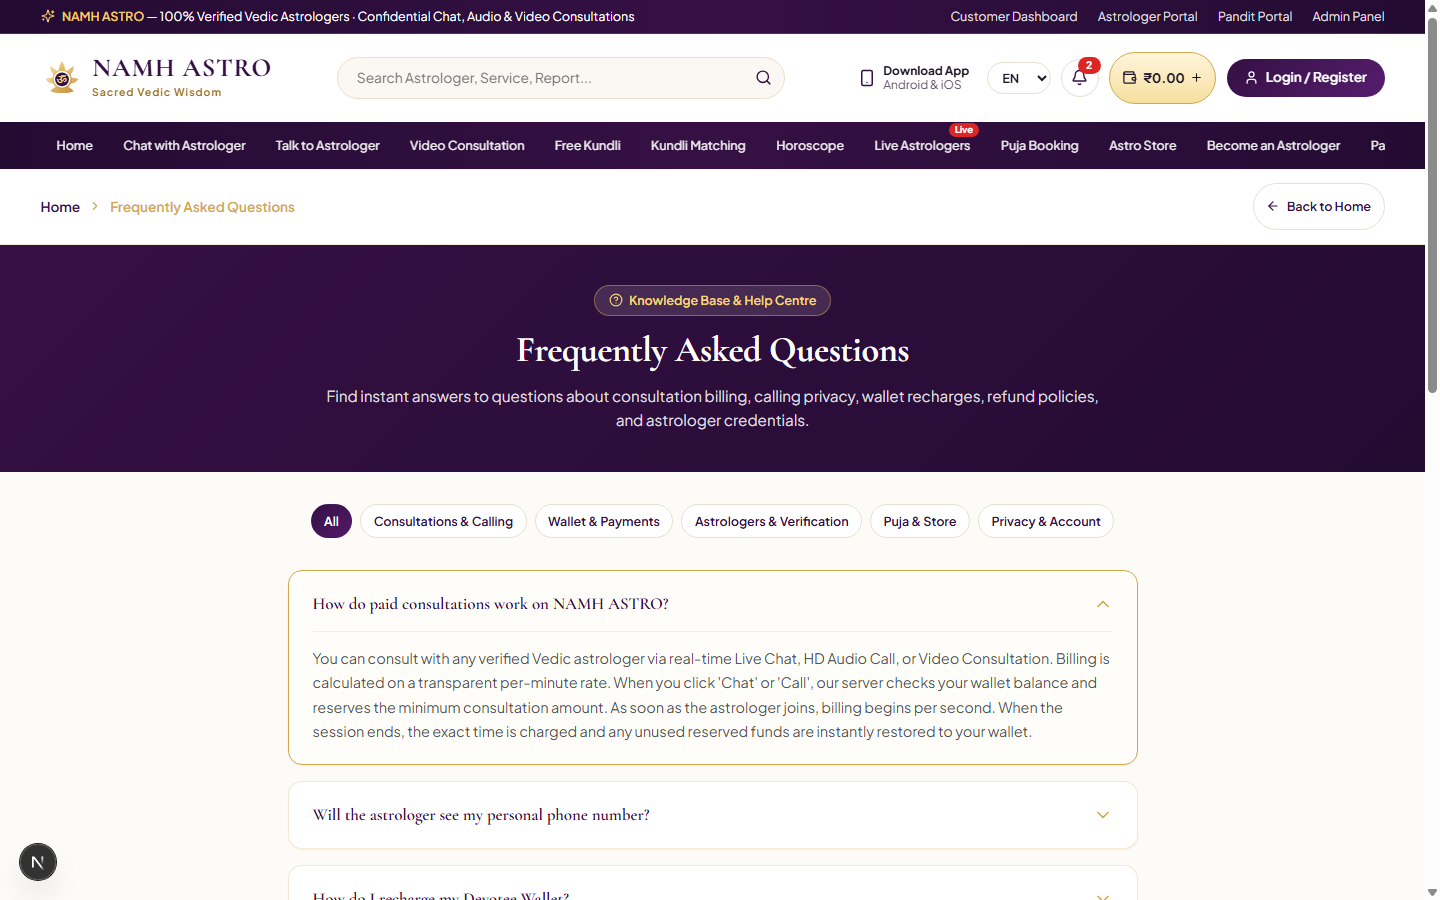 NAMH ASTRO — 100% Verified Vedic Astrologers · Confidential Chat, Audio & Video Consultations
Customer Dashboard Astrologer Portal Pandit Portal Admin Panel
NAMH ASTRO
Sacred Vedic Wisdom
Search Astrologer, Service, Report...
Download App
Android & iOS
EN
2
₹0.00 +
Login / Register
Live
Home Chat with Astrologer Talk to Astrologer Video Consultation Free Kundli Kundli Matching Horoscope Live Astrologers Puja Booking Astro Store Become an Astrologer Pa
Home > Frequently Asked Questions
← Back to Home
Knowledge Base & Help Centre
Frequently Asked Questions
Find instant answers to questions about consultation billing, calling privacy, wallet recharges, refund policies,
and astrologer credentials.
All Consultations & Calling Wallet & Payments Astrologers & Verification Puja & Store Privacy & Account
How do paid consultations work on NAMH ASTRO?
You can consult with any verified Vedic astrologer via real-time Live Chat, HD Audio Call, or Video Consultation. Billing is
calculated on a transparent per-minute rate. When you click 'Chat' or 'Call', our server checks your wallet balance and
reserves the minimum consultation amount. As soon as the astrologer joins, billing begins per second. When the
session ends, the exact time is charged and any unused reserved funds are instantly restored to your wallet.
Will the astrologer see my personal phone number?
N
How do I recharge my Devotee Wallet?